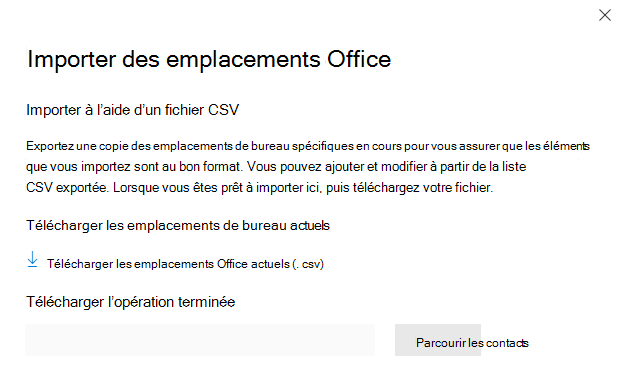 Importer des emplacements Office
Importer à l’aide d’un fichier CSV
Exportez une copie des emplacements de bureau spécifiques en cours pour vous assurer que les éléments
que vous importez sont au bon format. Vous pouvez ajouter et modifier à partir de la liste
CSV exportée. Lorsque vous êtes prêt à importer ici, puis téléchargez votre fichier.
Télécharger les emplacements de bureau actuels
Télécharger les emplacements Office actuels (. csv)
Télécharger l’opération terminée
Parcourir les contacts